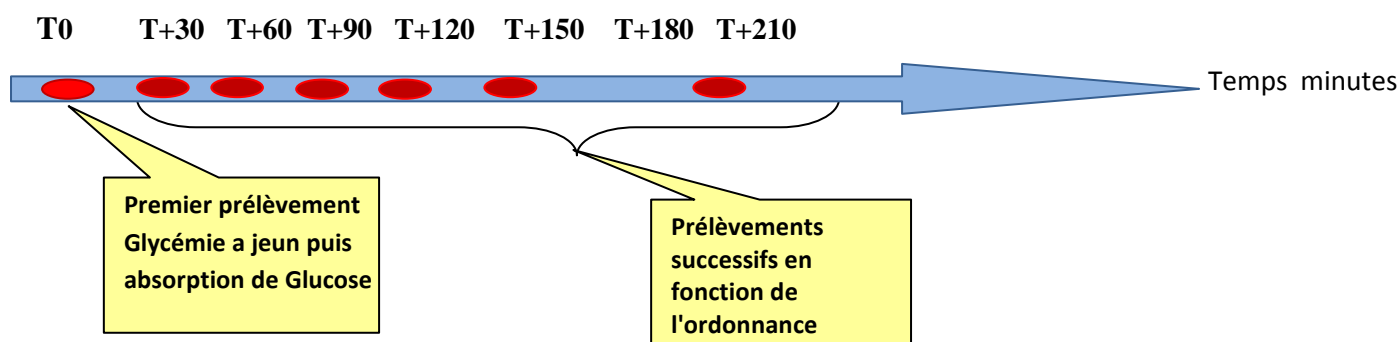 T0 T+30 T+60 T+90 T+120 T+150 T+180 T+210
Temps minutes
Premier prélèvement
Glycémie a jeun puis
absorption de Glucose
Prélèvements
successifs en
fonction de
l'ordonnance